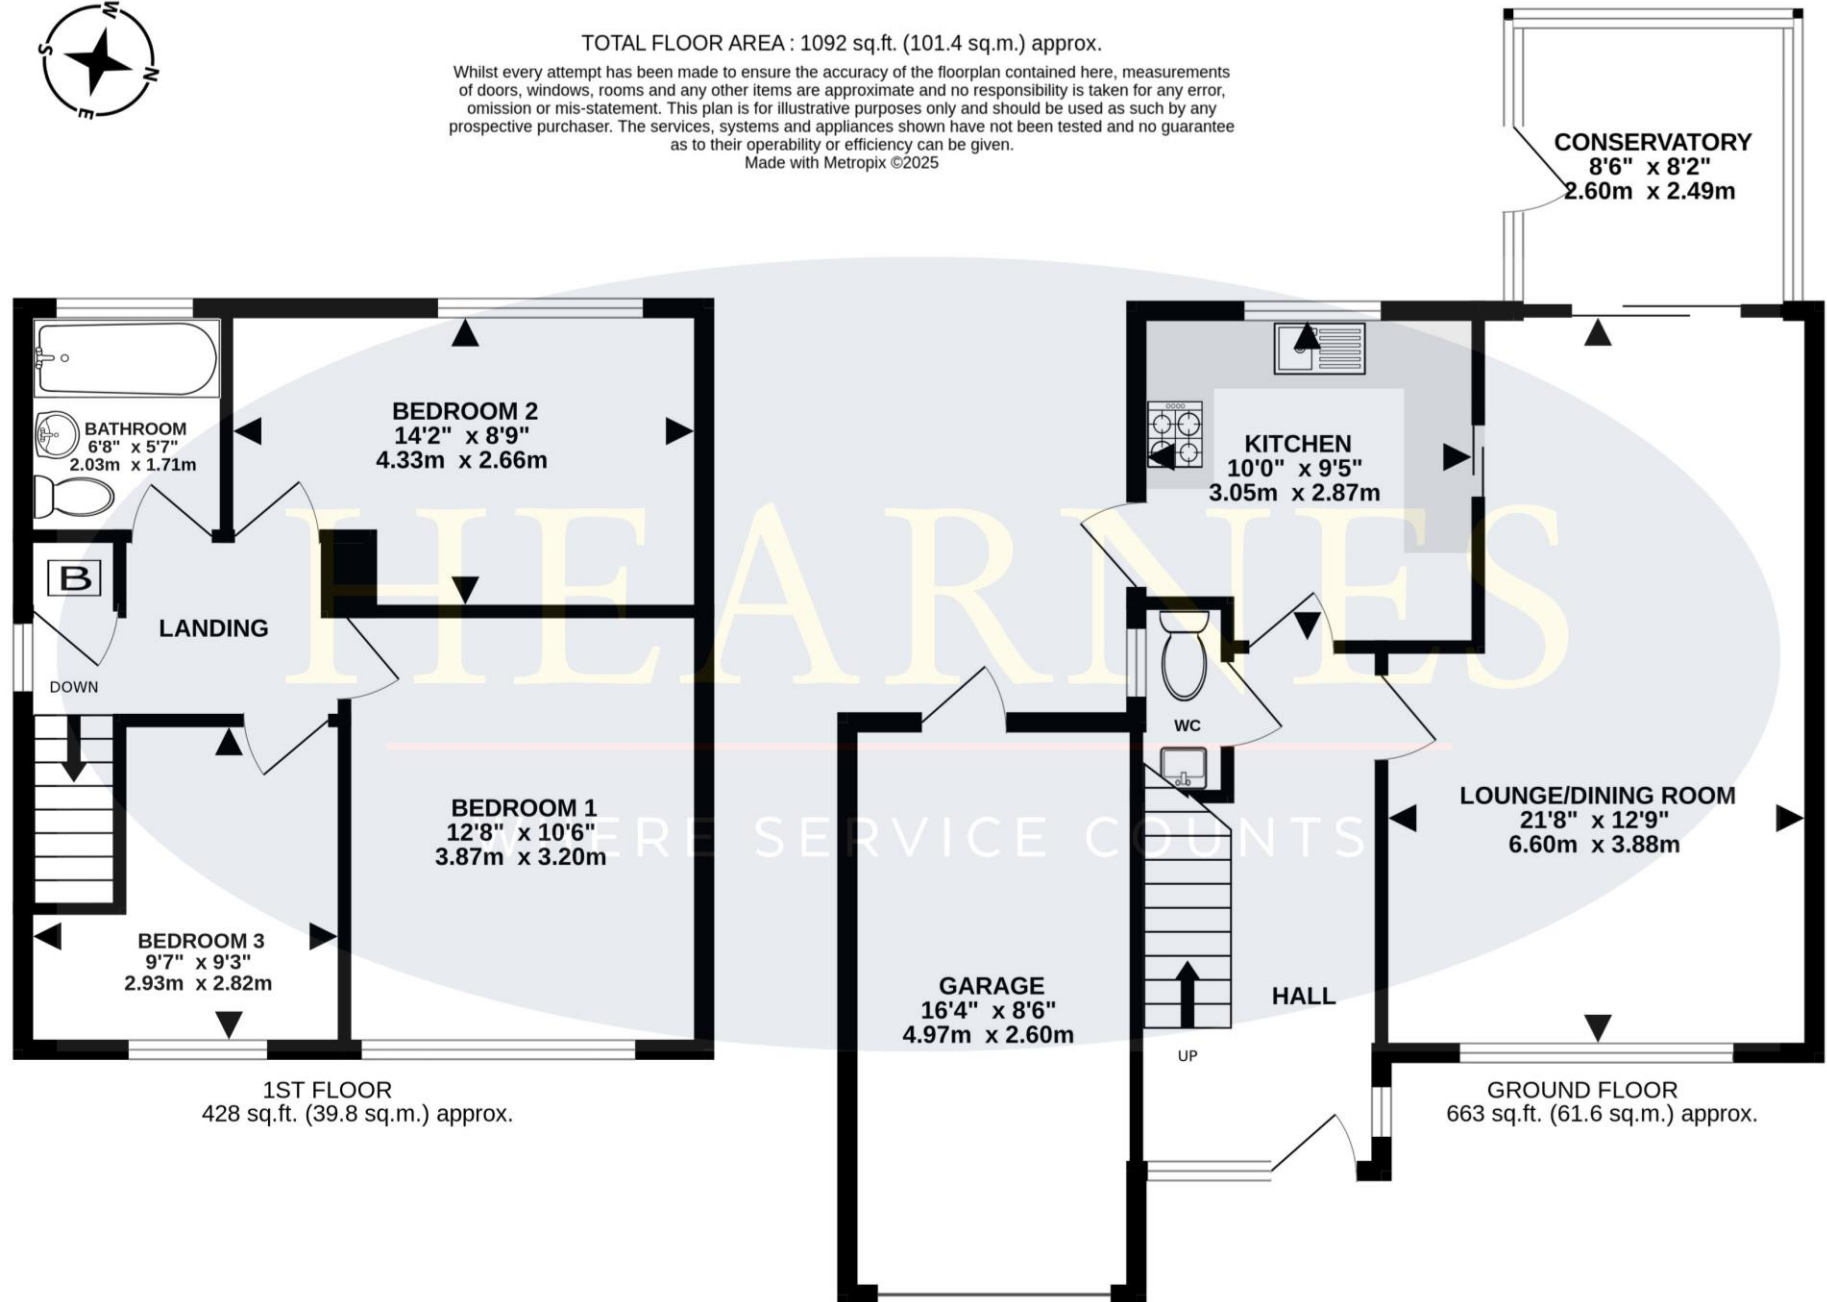 W
S
N
E
TOTAL FLOOR AREA : 1092 sq.ft. (101.4 sq.m.) approx.
Whilst every attempt has been made to ensure the accuracy of the floorplan contained here, measurements
of doors, windows, rooms and any other items are approximate and no responsibility is taken for any error,
omission or mis-statement. This plan is for illustrative purposes only and should be used as such by any
prospective purchaser. The services, systems and appliances shown have not been tested and no guarantee
as to their operability or efficiency can be given.
Made with Metropix ©2025
CONSERVATORY
8'6" x 8'2"
2.60m x 2.49m
BATHROOM
6'8" x 5'7"
2.03m x 1.71m
BEDROOM 2
14'2" x 8'9"
4.33m x 2.66m
KITCHEN
10'0" x 9'5"
3.05m x 2.87m
B
LANDING
DOWN
HEARNES
WHERE SERVICE COUNTS
WC
BEDROOM 1
12'8" x 10'6"
3.87m x 3.20m
LOUNGE/DINING ROOM
21'8" x 12'9"
6.60m x 3.88m
BEDROOM 3
9'7" x 9'3"
2.93m x 2.82m
GARAGE
16'4" x 8'6"
4.97m x 2.60m
HALL
UP
1ST FLOOR
428 sq.ft. (39.8 sq.m.) approx.
GROUND FLOOR
663 sq.ft. (61.6 sq.m.) approx.